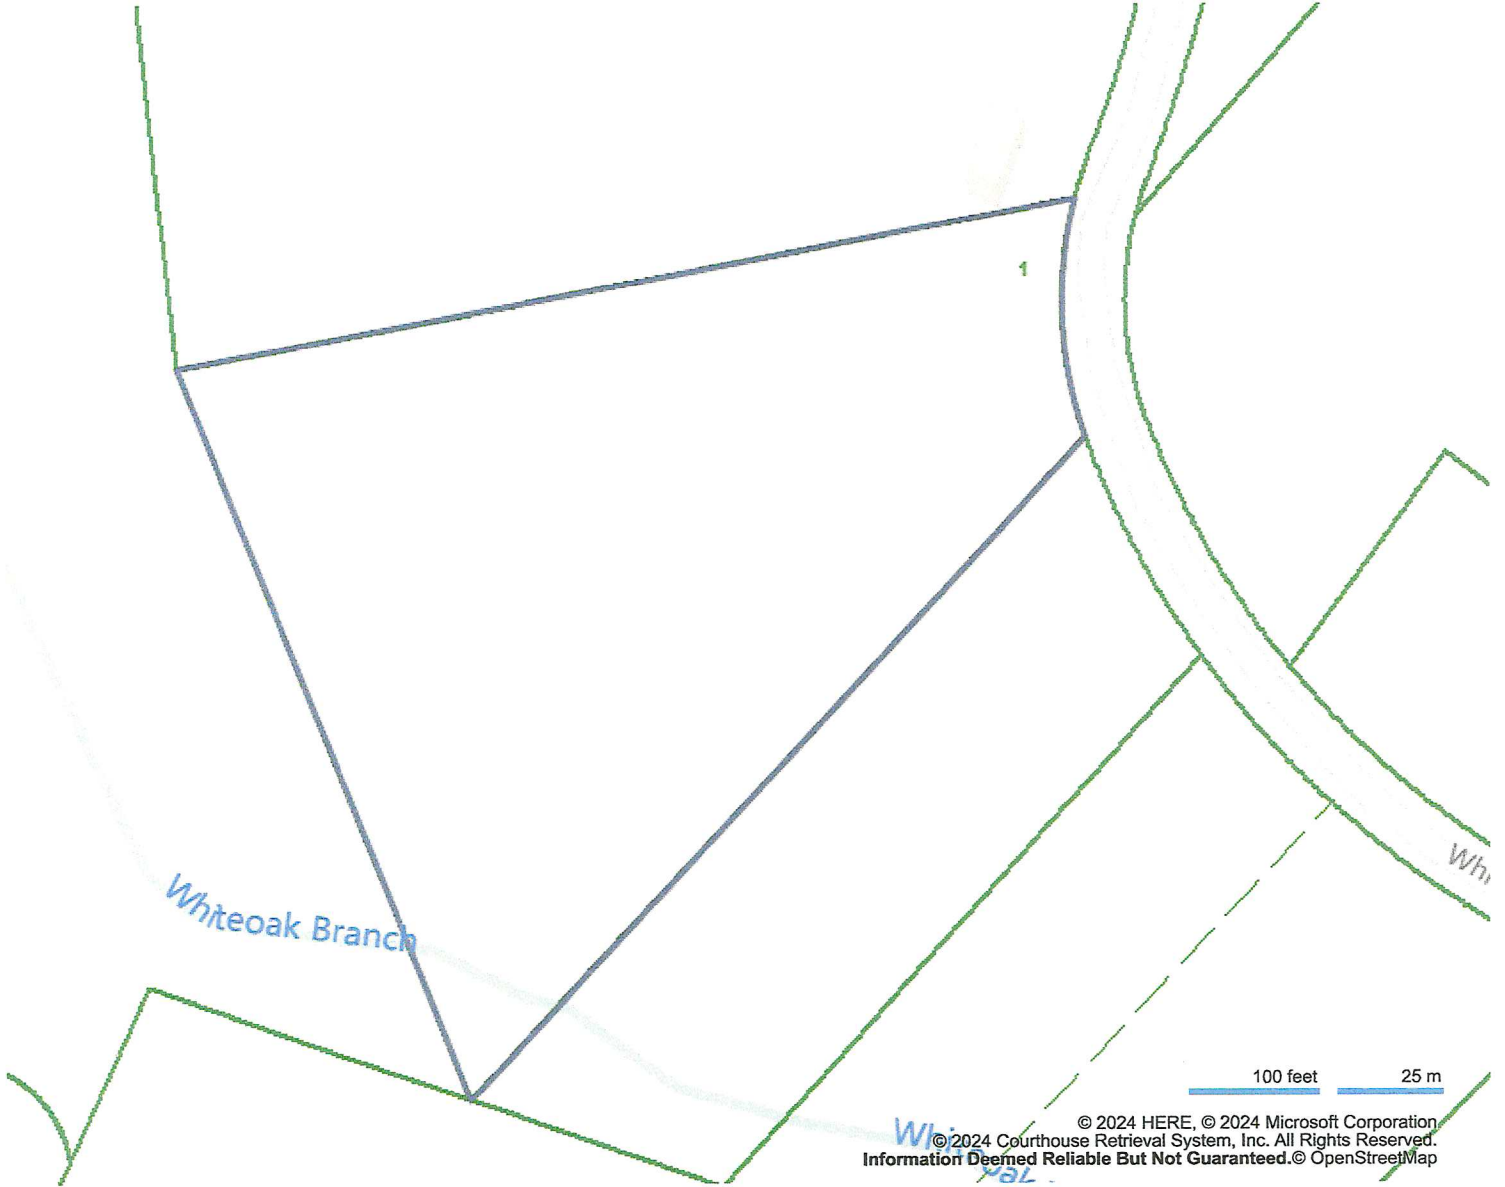 1
Whiteoak Branch
Whi
100 feet 25 m
© 2024 HERE, © 2024 Microsoft Corporation
© 2024 Courthouse Retrieval System, Inc. All Rights Reserved.
Information Deemed Reliable But Not Guaranteed.© OpenStreetMap